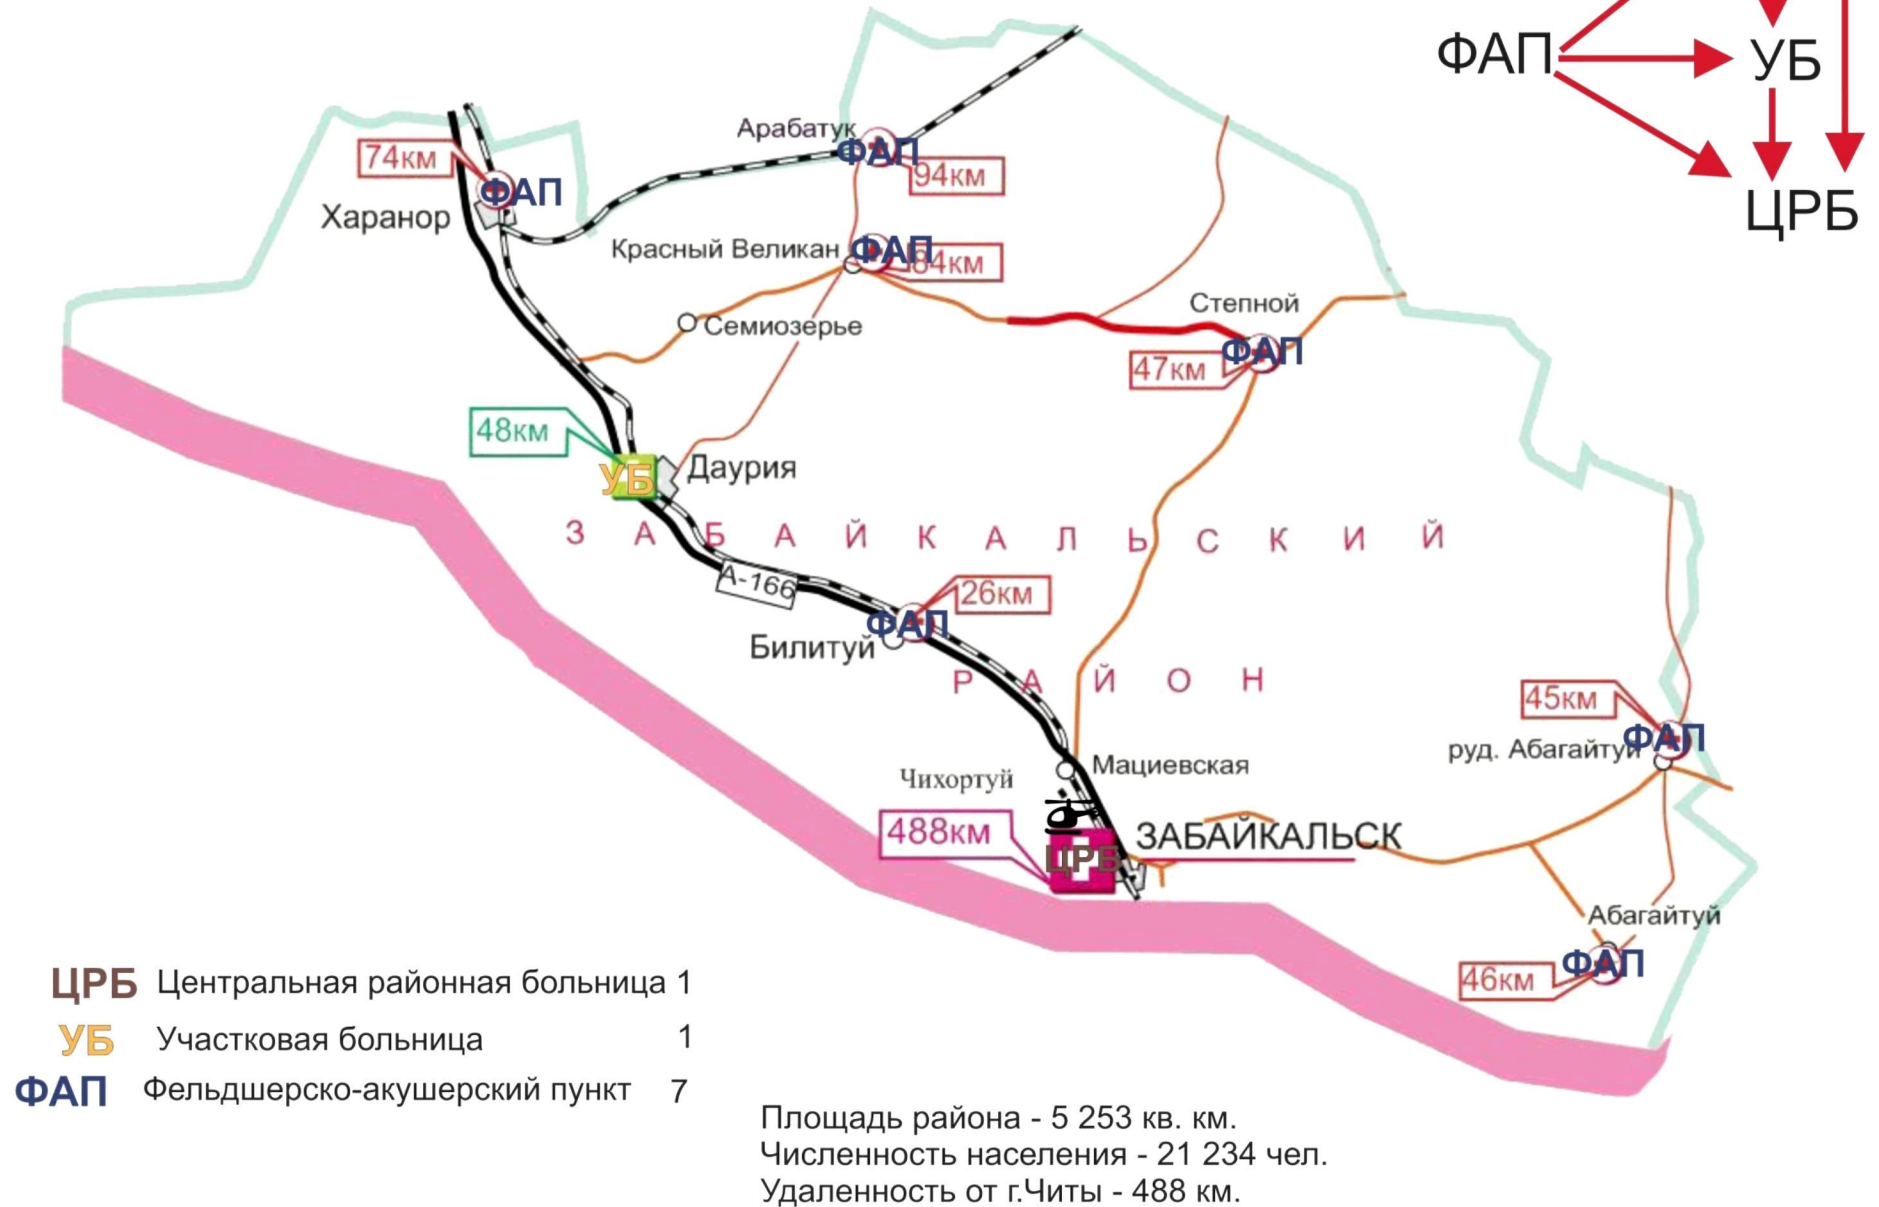 ФАП
УБ
ЦРБ
Арабатук
ФАП
94км
74км
ФАП
Харанор
Красный Великан
ФАП
84км
Степной
ФАП
47км
Семиозерье
48км
УБ
Даурия
ЗАБАЙКАЛЬСКИЙ
А-166
26км
ФАП
Билитуй
РАЙОН
45км
ФАП
руд. Абагайтуй
Мациевская
Чихортуй
488км
ЦРБ
ЗАБАЙКАЛЬСК
Абагайтуй
ФАП
46км
ЦРБ Центральная районная больница 1
УБ Участковая больница 1
ФАП Фельдшерско-акушерский пункт 7
Площадь района - 5 253 кв. км.
Численность населения - 21 234 чел.
Удаленность от г.Читы - 488 км.